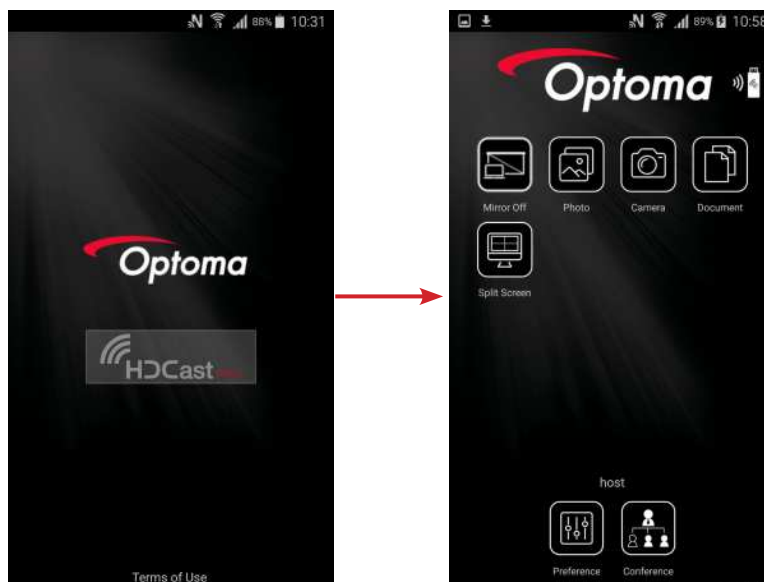 88% 10:31
Optoma
HDCast
Terms of Use
89% 10:58
Optoma
Mirror Off Photo Camera Document
Split Screen
host
Preference Conference